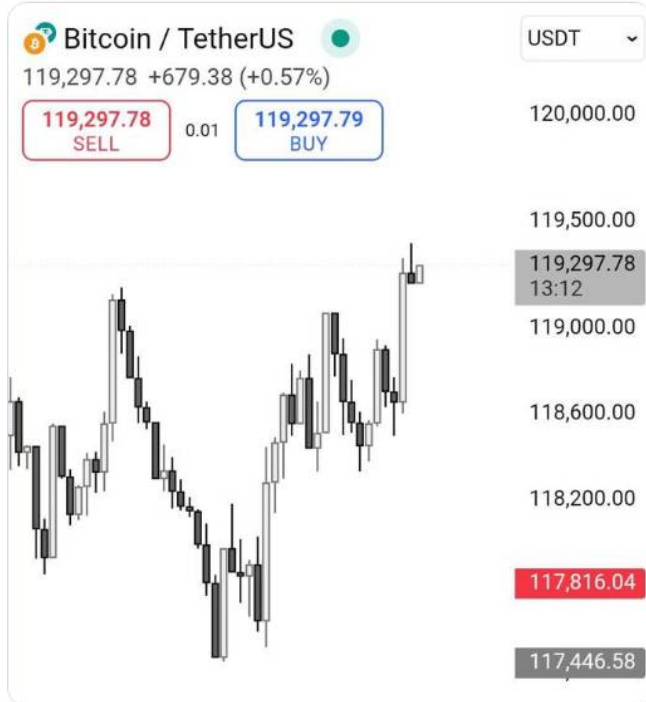 Bitcoin / TetherUS
USDT
119,297.78 +679.38 (+0.57%)
119,297.78
SELL
0.01
119,297.79
BUY
120,000.00
119,500.00
119,297.78
13:12
119,000.00
118,600.00
118,200.00
117,816.04
117,446.58